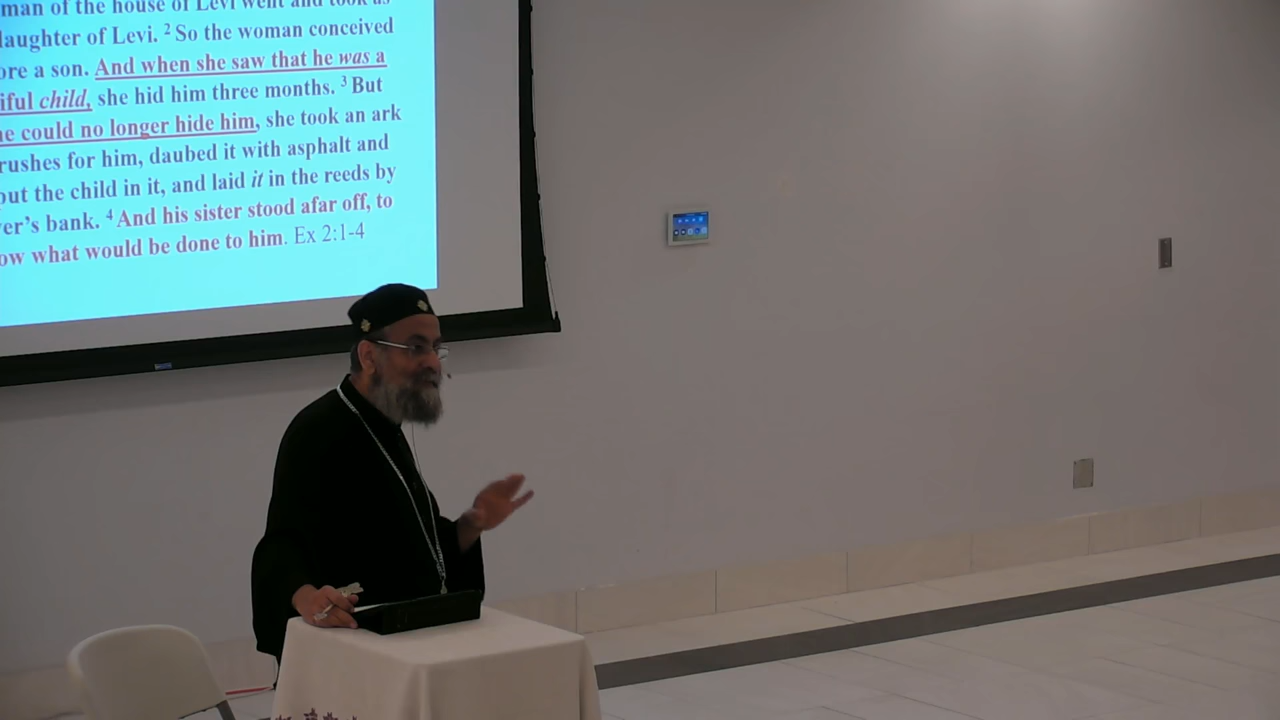 man of the house of Levi went and took as
daughter of Levi. ² So the woman conceived
ore a son. And when she saw that he was a
iful child, she hid him three months. ³ But
he could no longer hide him, she took an ark
rushes for him, daubed it with asphalt and
put the child in it, and laid it in the reeds by
er's bank. ⁴ And his sister stood afar off, to
ow what would be done to him. Ex 2:1-4